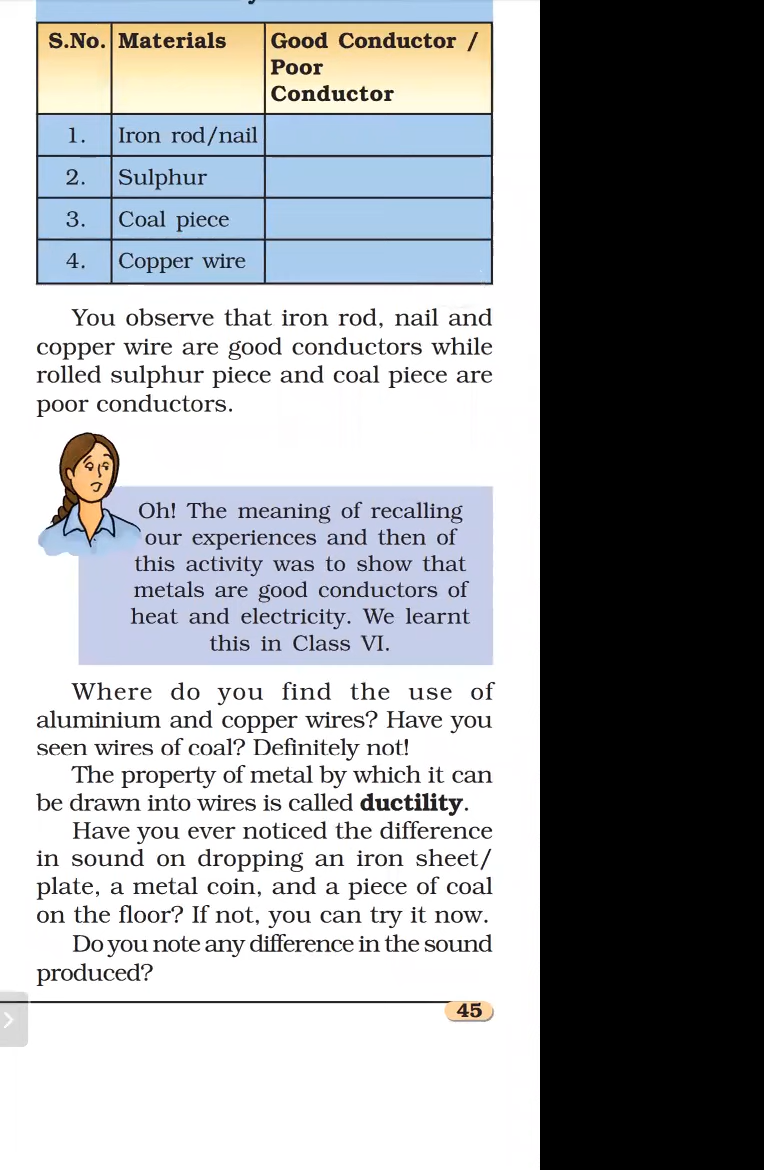 S.No. Materials Good Conductor /
Poor
Conductor
1. Iron rod/nail
2. Sulphur
3. Coal piece
4. Copper wire
You observe that iron rod, nail and
copper wire are good conductors while
rolled sulphur piece and coal piece are
poor conductors.
Oh! The meaning of recalling
our experiences and then of
this activity was to show that
metals are good conductors of
heat and electricity. We learnt
this in Class VI.
Where do you find the use of
aluminium and copper wires? Have you
seen wires of coal? Definitely not!
The property of metal by which it can
be drawn into wires is called ductility.
Have you ever noticed the difference
in sound on dropping an iron sheet/
plate, a metal coin, and a piece of coal
on the floor? If not, you can try it now.
Do you note any difference in the sound
produced?
45